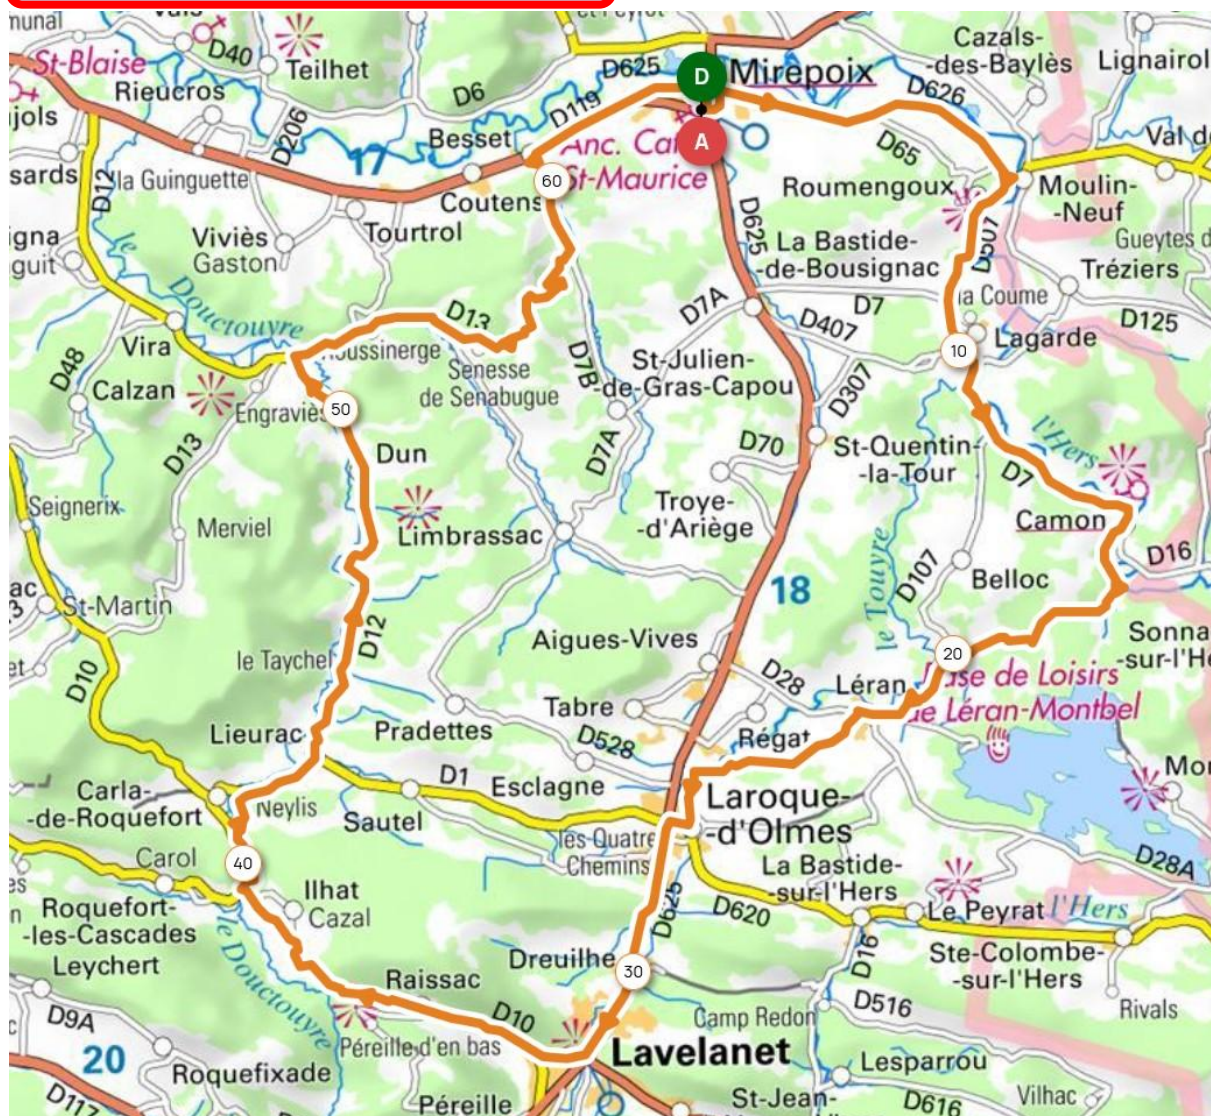 D40
Teilhet
St-Blaise
Rieucros
D6
D206
D625
D
Mirepoix
Cazals-
-des-Baylès
Lignairol
D626
D119
Besset
A
St-Maurice
D65
Val d
sards
D12
la Guinguette
17
60
Coutens
Roumengoux
Moulin-
-Neuf
igna
guit
Viviès
Gaston
Tourtrol
D625
La Bastide-
-de-Bousignac
D507
Gueytes d
Tréziers
le
Douctouyre
D7A
D7
la Coume
D13
D407
10
Lagarde
D125
Vira
D48
Calzan
Senesse
de Senabugue
D7B
St-Julien-
-de-Gras-Capou
D307
50
D13
Dun
D7A
D70
St-Quentin-
-la-Tour
l'Hers
D7
Seignerix
Merviel
Limbrassac
Troye-
-d'Ariège
Camon
D16
le Touyre
D107
Belloc
18
St-Martin
D12
le Taychel
Aigues-Vives
20
Sonna
-sur-l'He
D10
D28
Léran
de Loisirs
de Léran-Montbel
Lieurac
Pradettes
Tabre
D528
Régat
D1
Esclagne
Carla-
-de-Roquefort
Neylis
Sautel
Laroque-
-d'Olmes
les Quatre
Chemins
Carol
40
Ilhat
Cazal
La Bastide-
-sur-l'Hers
D28A
D625
D620
Le Peyrat
l'Hers
Roquefort-
-les-Cascades
Leychert
le Douctouyre
Dreuilhe
30
D16
Ste-Colombe-
-sur-l'Hers
Raissac
D10
Camp Redon
D516
Rivals
D9A
20
Péreille d'en bas
Lavelanet
Lesparrou
Roquefixade
D117
Péreille
St-Jean-
D616
Vilhac